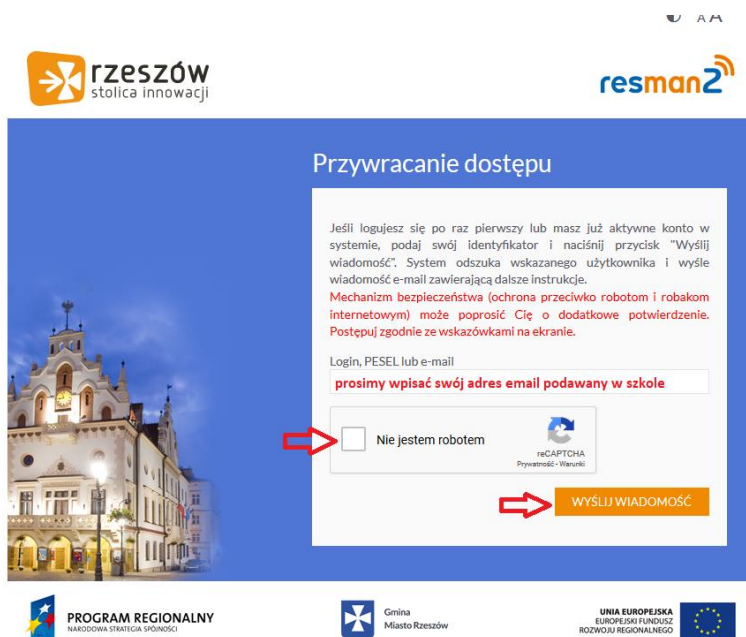 A A
rzeszów
stolica innowacji
resman2
Przywracanie dostępu
Jeśli logujesz się po raz pierwszy lub masz już aktywne konto w
systemie, podaj swój identyfikator i naciśnij przycisk "Wyślij
wiadomość". System odszuka wskazanego użytkownika i wyśle
wiadomość e-mail zawierającą dalsze instrukcje.
Mechanizm bezpieczeństwa (ochrona przeciwko robotom i robakom
internetowym) może poprosić Cię o dodatkowe potwierdzenie.
Postępuj zgodnie ze wskazówkami na ekranie.
Login, PESEL lub e-mail
prosimy wpisać swój adres email podawany w szkole
Nie jestem robotem
reCAPTCHA
Prywatność - Warunki
WYŚLIJ WIADOMOŚĆ
PROGRAM REGIONALNY
NARODOWA STRATEGIA SPÓJNOŚCI
Gmina
Miasto Rzeszów
UNIA EUROPEJSKA
EUROPEJSKI FUNDUSZ
ROZWOJU REGIONALNEGO